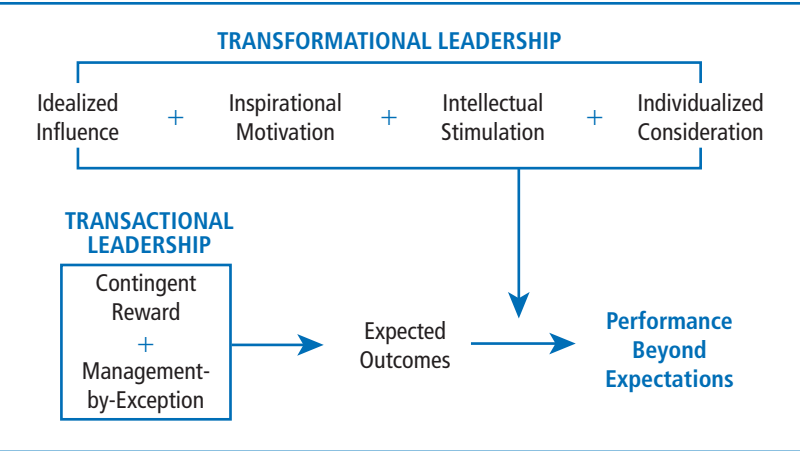 TRANSFORMATIONAL LEADERSHIP
Idealized
Influence
+
Inspirational
Motivation
+
Intellectual
Stimulation
+
Individualized
Consideration
TRANSACTIONAL
LEADERSHIP
Contingent
Reward
+
Management-
by-Exception
Expected
Outcomes
Performance
Beyond
Expectations